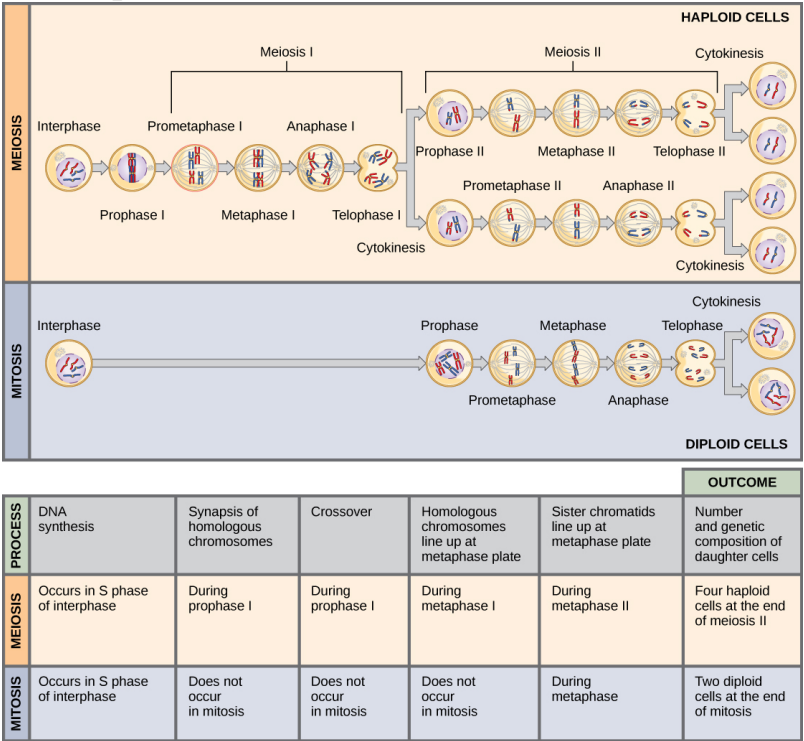 HAPLOID CELLS
MEIOSIS
Meiosis I
Meiosis II
Cytokinesis
Interphase
Prometaphase I
Anaphase I
Prophase II
Metaphase II
Telophase II
Prophase I
Metaphase I
Telophase I
Prometaphase II
Anaphase II
Cytokinesis
Cytokinesis
MITOSIS
Cytokinesis
Interphase
Prophase
Metaphase
Telophase
Prometaphase
Anaphase
DIPLOID CELLS
OUTCOME
PROCESS
DNA
synthesis
Synapsis of
homologous
chromosomes
Crossover
Homologous
chromosomes
line up at
metaphase plate
Sister chromatids
line up at
metaphase plate
Number
and genetic
composition of
daughter cells
MEIOSIS
Occurs in S phase
of interphase
During
prophase I
During
prophase I
During
metaphase I
During
metaphase II
Four haploid
cells at the end
of meiosis II
MITOSIS
Occurs in S phase
of interphase
Does not
occur
in mitosis
Does not
occur
in mitosis
Does not
occur
in mitosis
During
metaphase
Two diploid
cells at the end
of mitosis